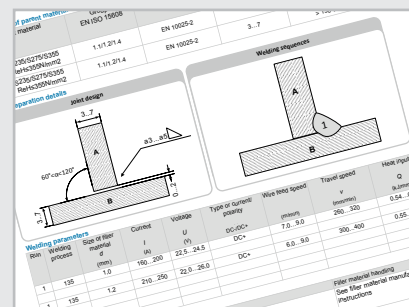 d parent mater
material
EN ISO 15608
S235/S275/S355
ReH≤355N/mm2
1.1/1.2/1.4
EN 10025-2
3...7
S235/S275/S355
ReH≤355N/mm2
1.1/1.2/1.4
EN 10025-2
paration details
Joint design
Welding sequences
3...7
A
a3...a5
60°<α<120°
B
0...2
3...7
A
1
B
Welding parameters
Run
Welding process
Size of filler material
d
(mm)
Current
I
(A)
Voltage
U
(V)
Type or current/ polarity
Wire feed Speed
(m/min)
Travel speed
v
(mm/min)
Heat input
Q
1
135
1.0
160...200
22,5...24.5
DC-/DC+
7.0...9.0
260...320
0.54...
1
135
1.2
210...250
22.0...26.0
DC+
6.0...9.0
300...400
0,55...
DC+
Filler material handling
See filler material manufa
instructions